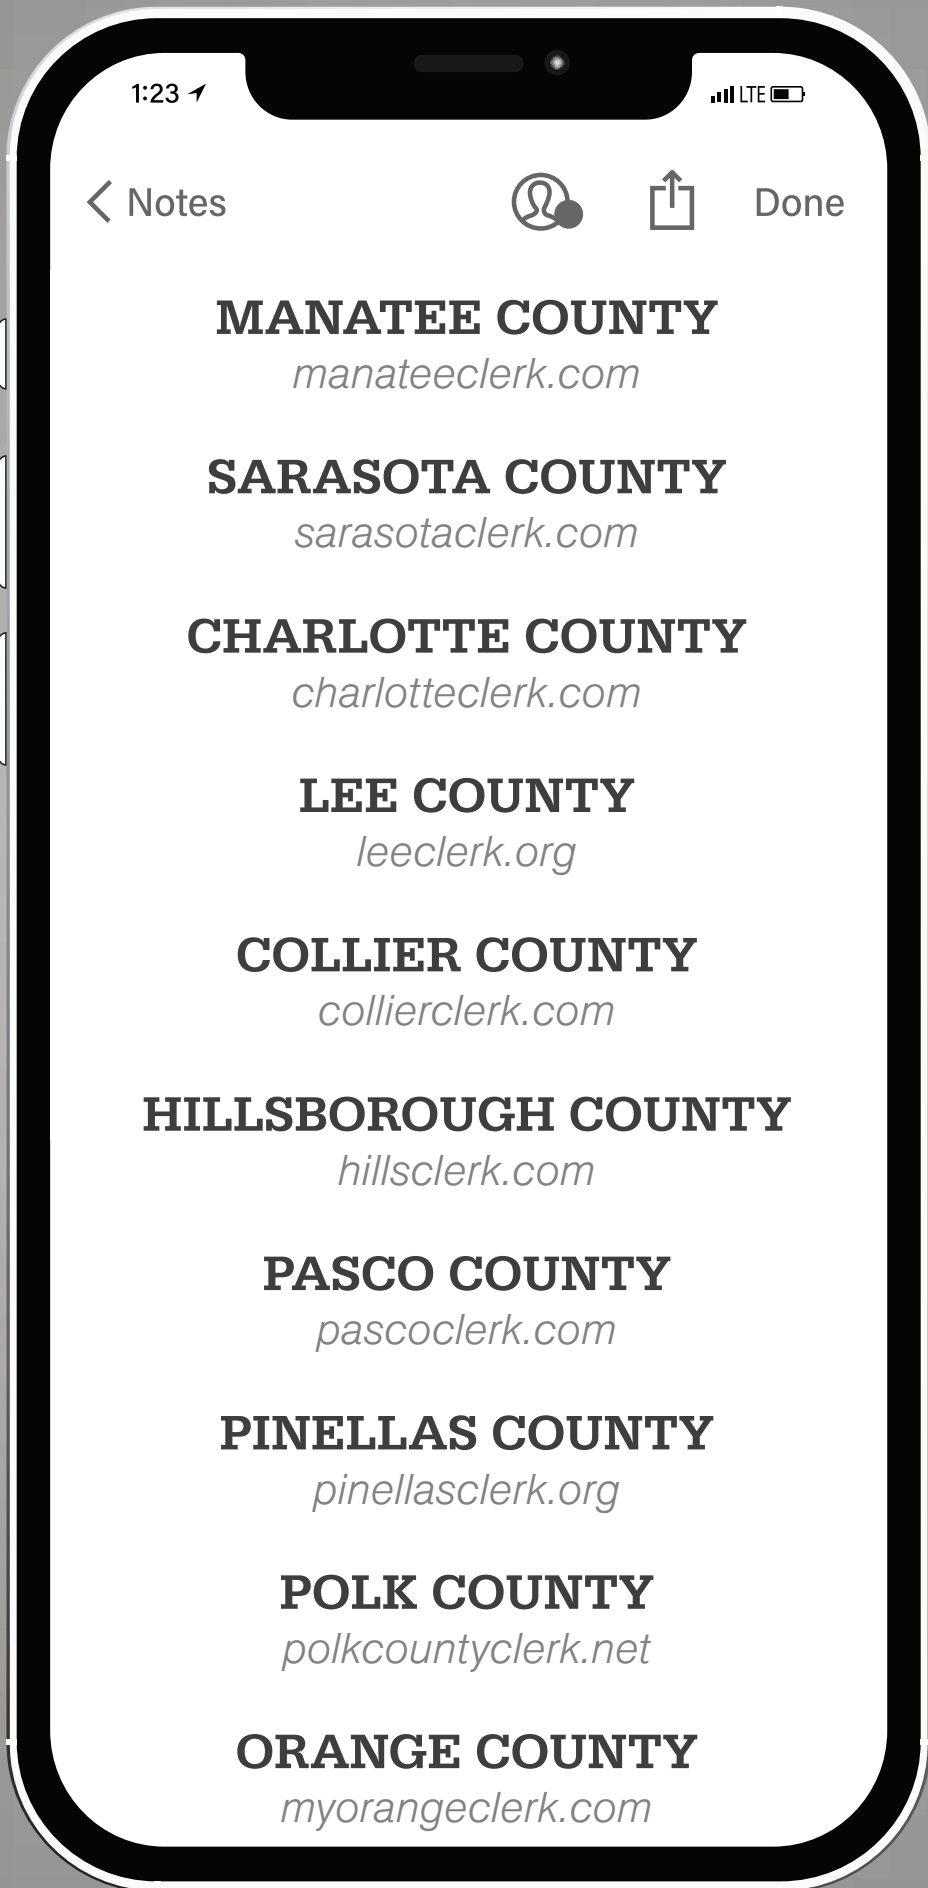 1:23 LTE
Notes Done
MANATEE COUNTY
manateeclerk.com
SARASOTA COUNTY
sarasotaclerk.com
CHARLOTTE COUNTY
charlotteclerk.com
LEE COUNTY
leeclerk.org
COLLIER COUNTY
collierclerk.com
HILLSBOROUGH COUNTY
hillsclerk.com
PASCO COUNTY
pascoclerk.com
PINELLAS COUNTY
pinellasclerk.org
POLK COUNTY
polkcountyclerk.net
ORANGE COUNTY
myorangeclerk.com